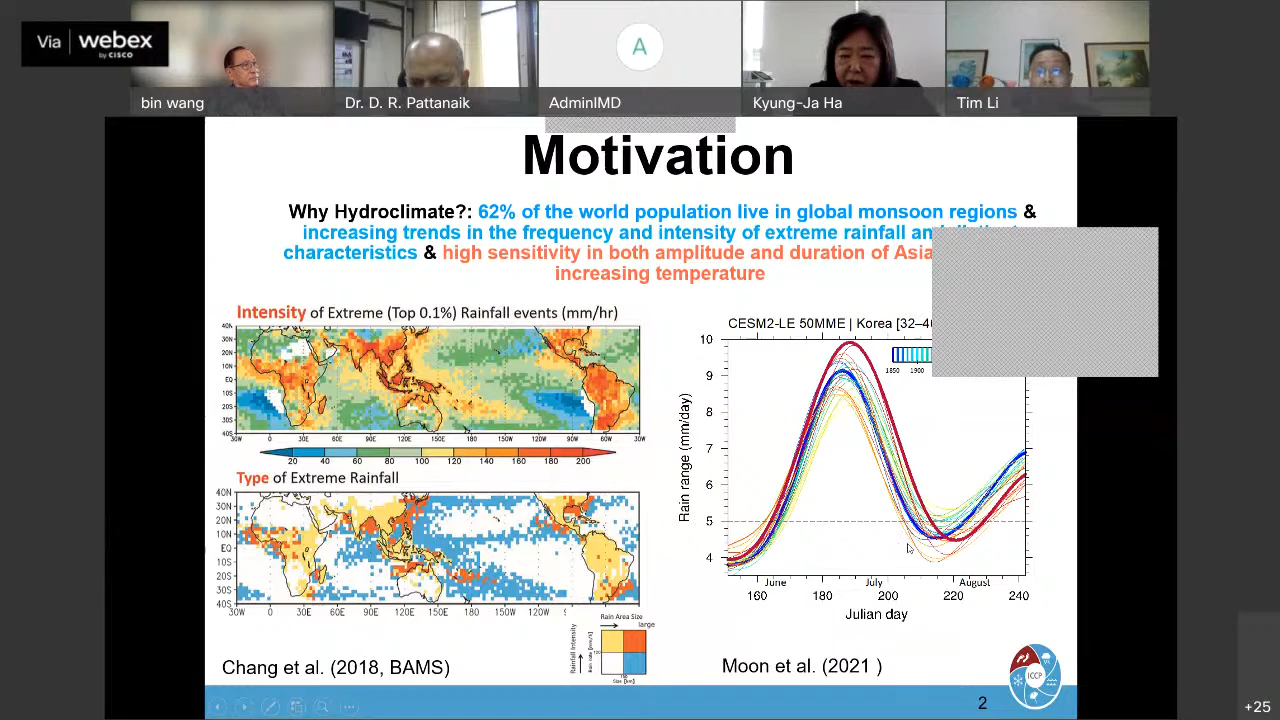 Via webex
by CISCO
bin wang
Dr. D. R. Pattanaik
A
AdminIMD
Kyung-Ja Ha
Tim Li
Motivation
Why Hydroclimate?: 62% of the world population live in global monsoon regions &
increasing trends in the frequency and intensity of extreme rainfall
characteristics & high sensitivity in both amplitude and duration of
increasing temperature
Intensity of Extreme (Top 0.1%) Rainfall events (mm/hr)
40N
30N
20N
10N
EQ
10S
20S
30S
40S
30W 0 30E 60E 90E 120E 150E 180 150W 120W 90W 60W 30W
20 40 60 80 100 120 140 160 180 200
Type of Extreme Rainfall
40N
30N
20N
10N
EQ
10S
20S
30S
40S
30W 0 30E 60E 90E 120E 150E 180 150W 120W 90W 60W 30W
Rain Area Size
large
Rainfall Intensity
Chang et al. (2018, BAMS)
CESM2-LE 50MME | Korea
1850 1900
Rain range (mm/day)
10
9
8
7
6
5
4
June July August
160 180 200 220 240
Julian day
Moon et al. (2021 )
ICCP
2
+25